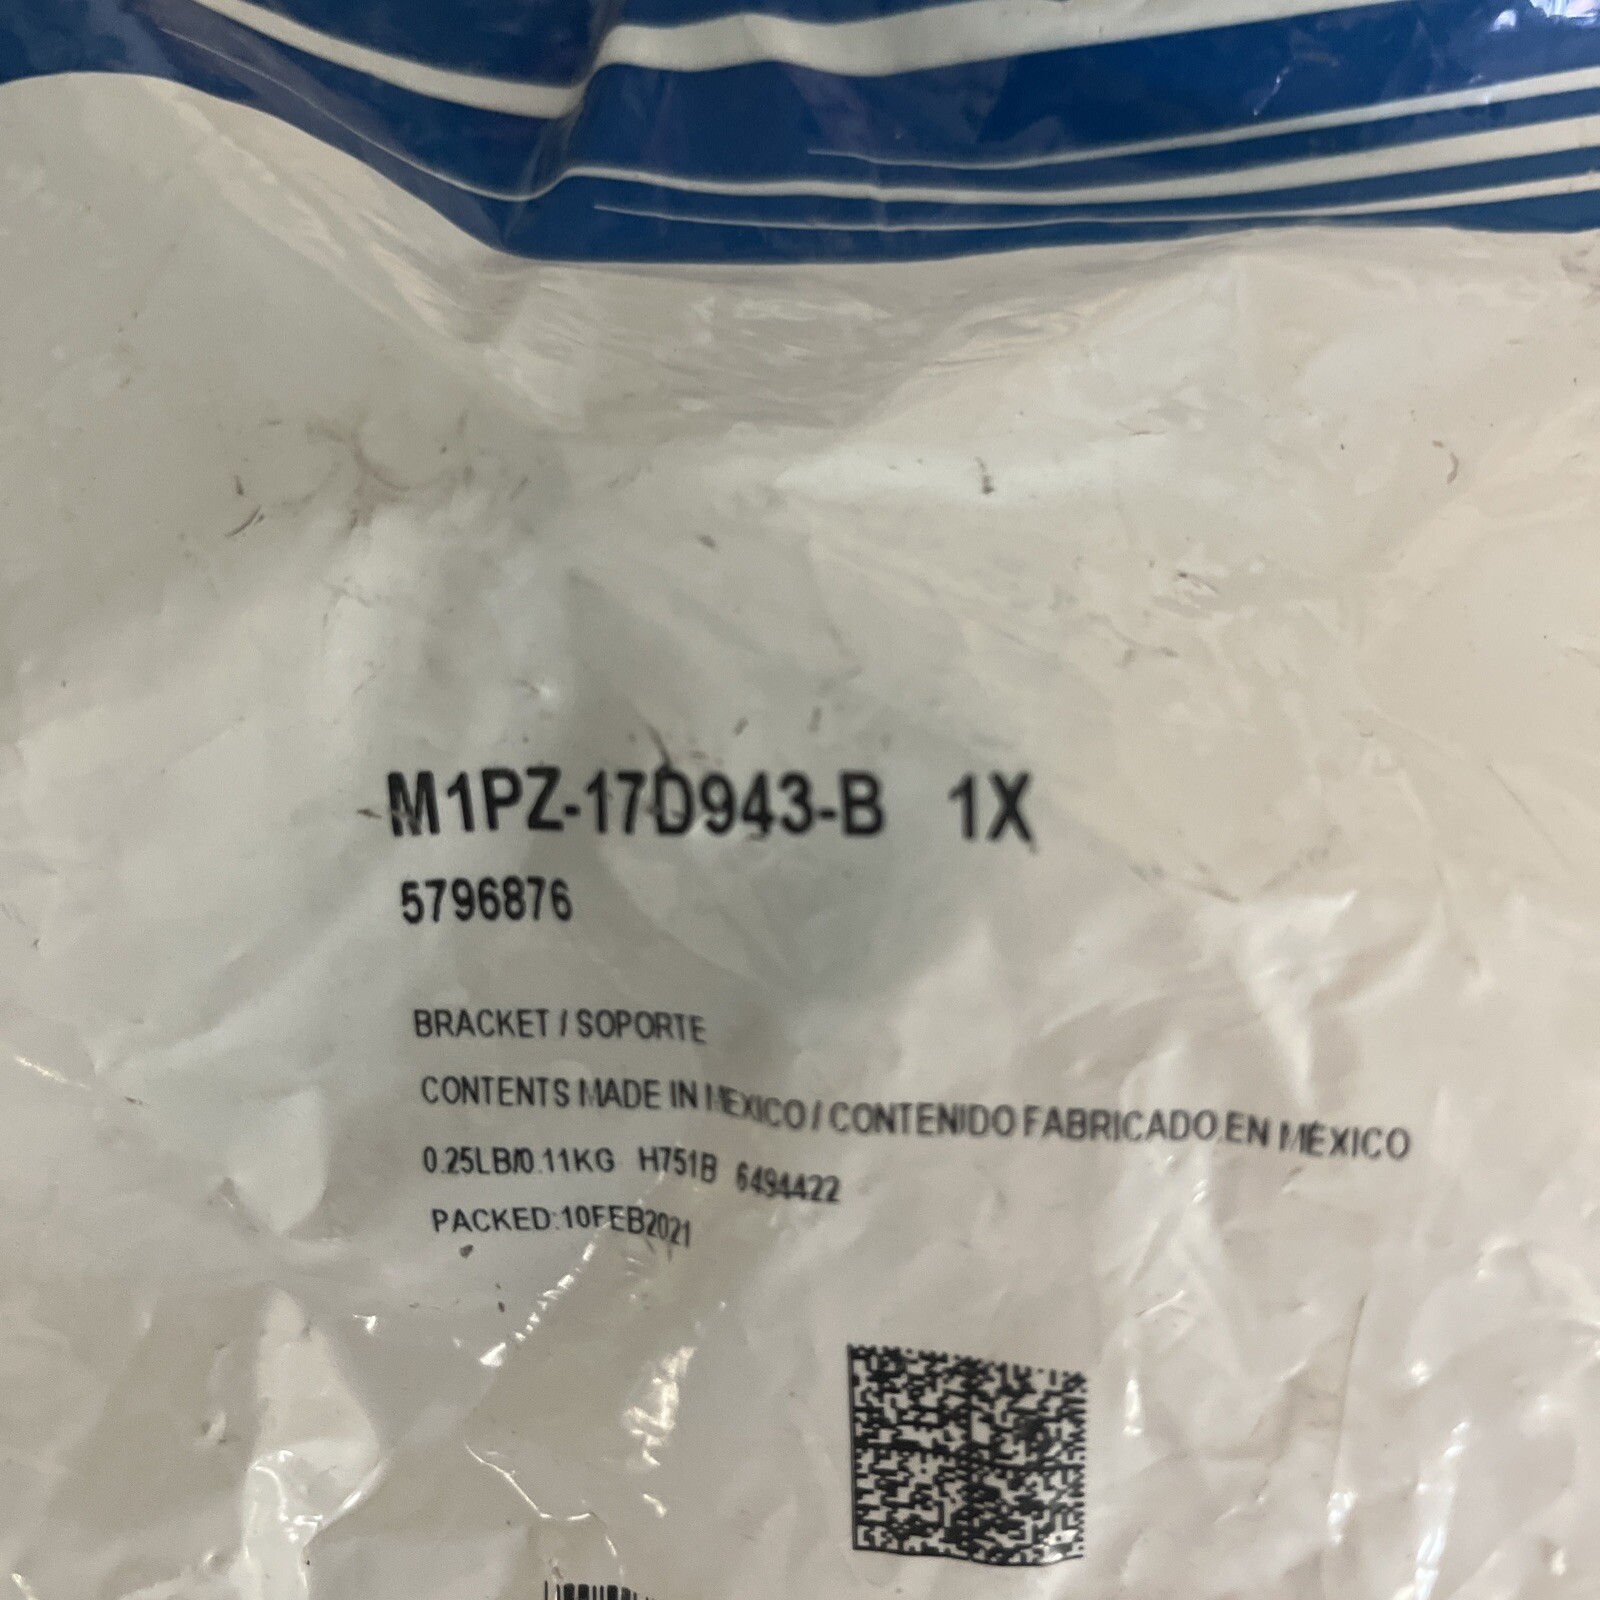 M1PZ-17D943-B 1X
5796876
BRACKET / SOPORTE
CONTENTS MADE IN MEXICO / CONTENIDO FABRICADO EN MÉXICO
0.25LB/0.11KG H751B 6494422
PACKED:10FEB2021